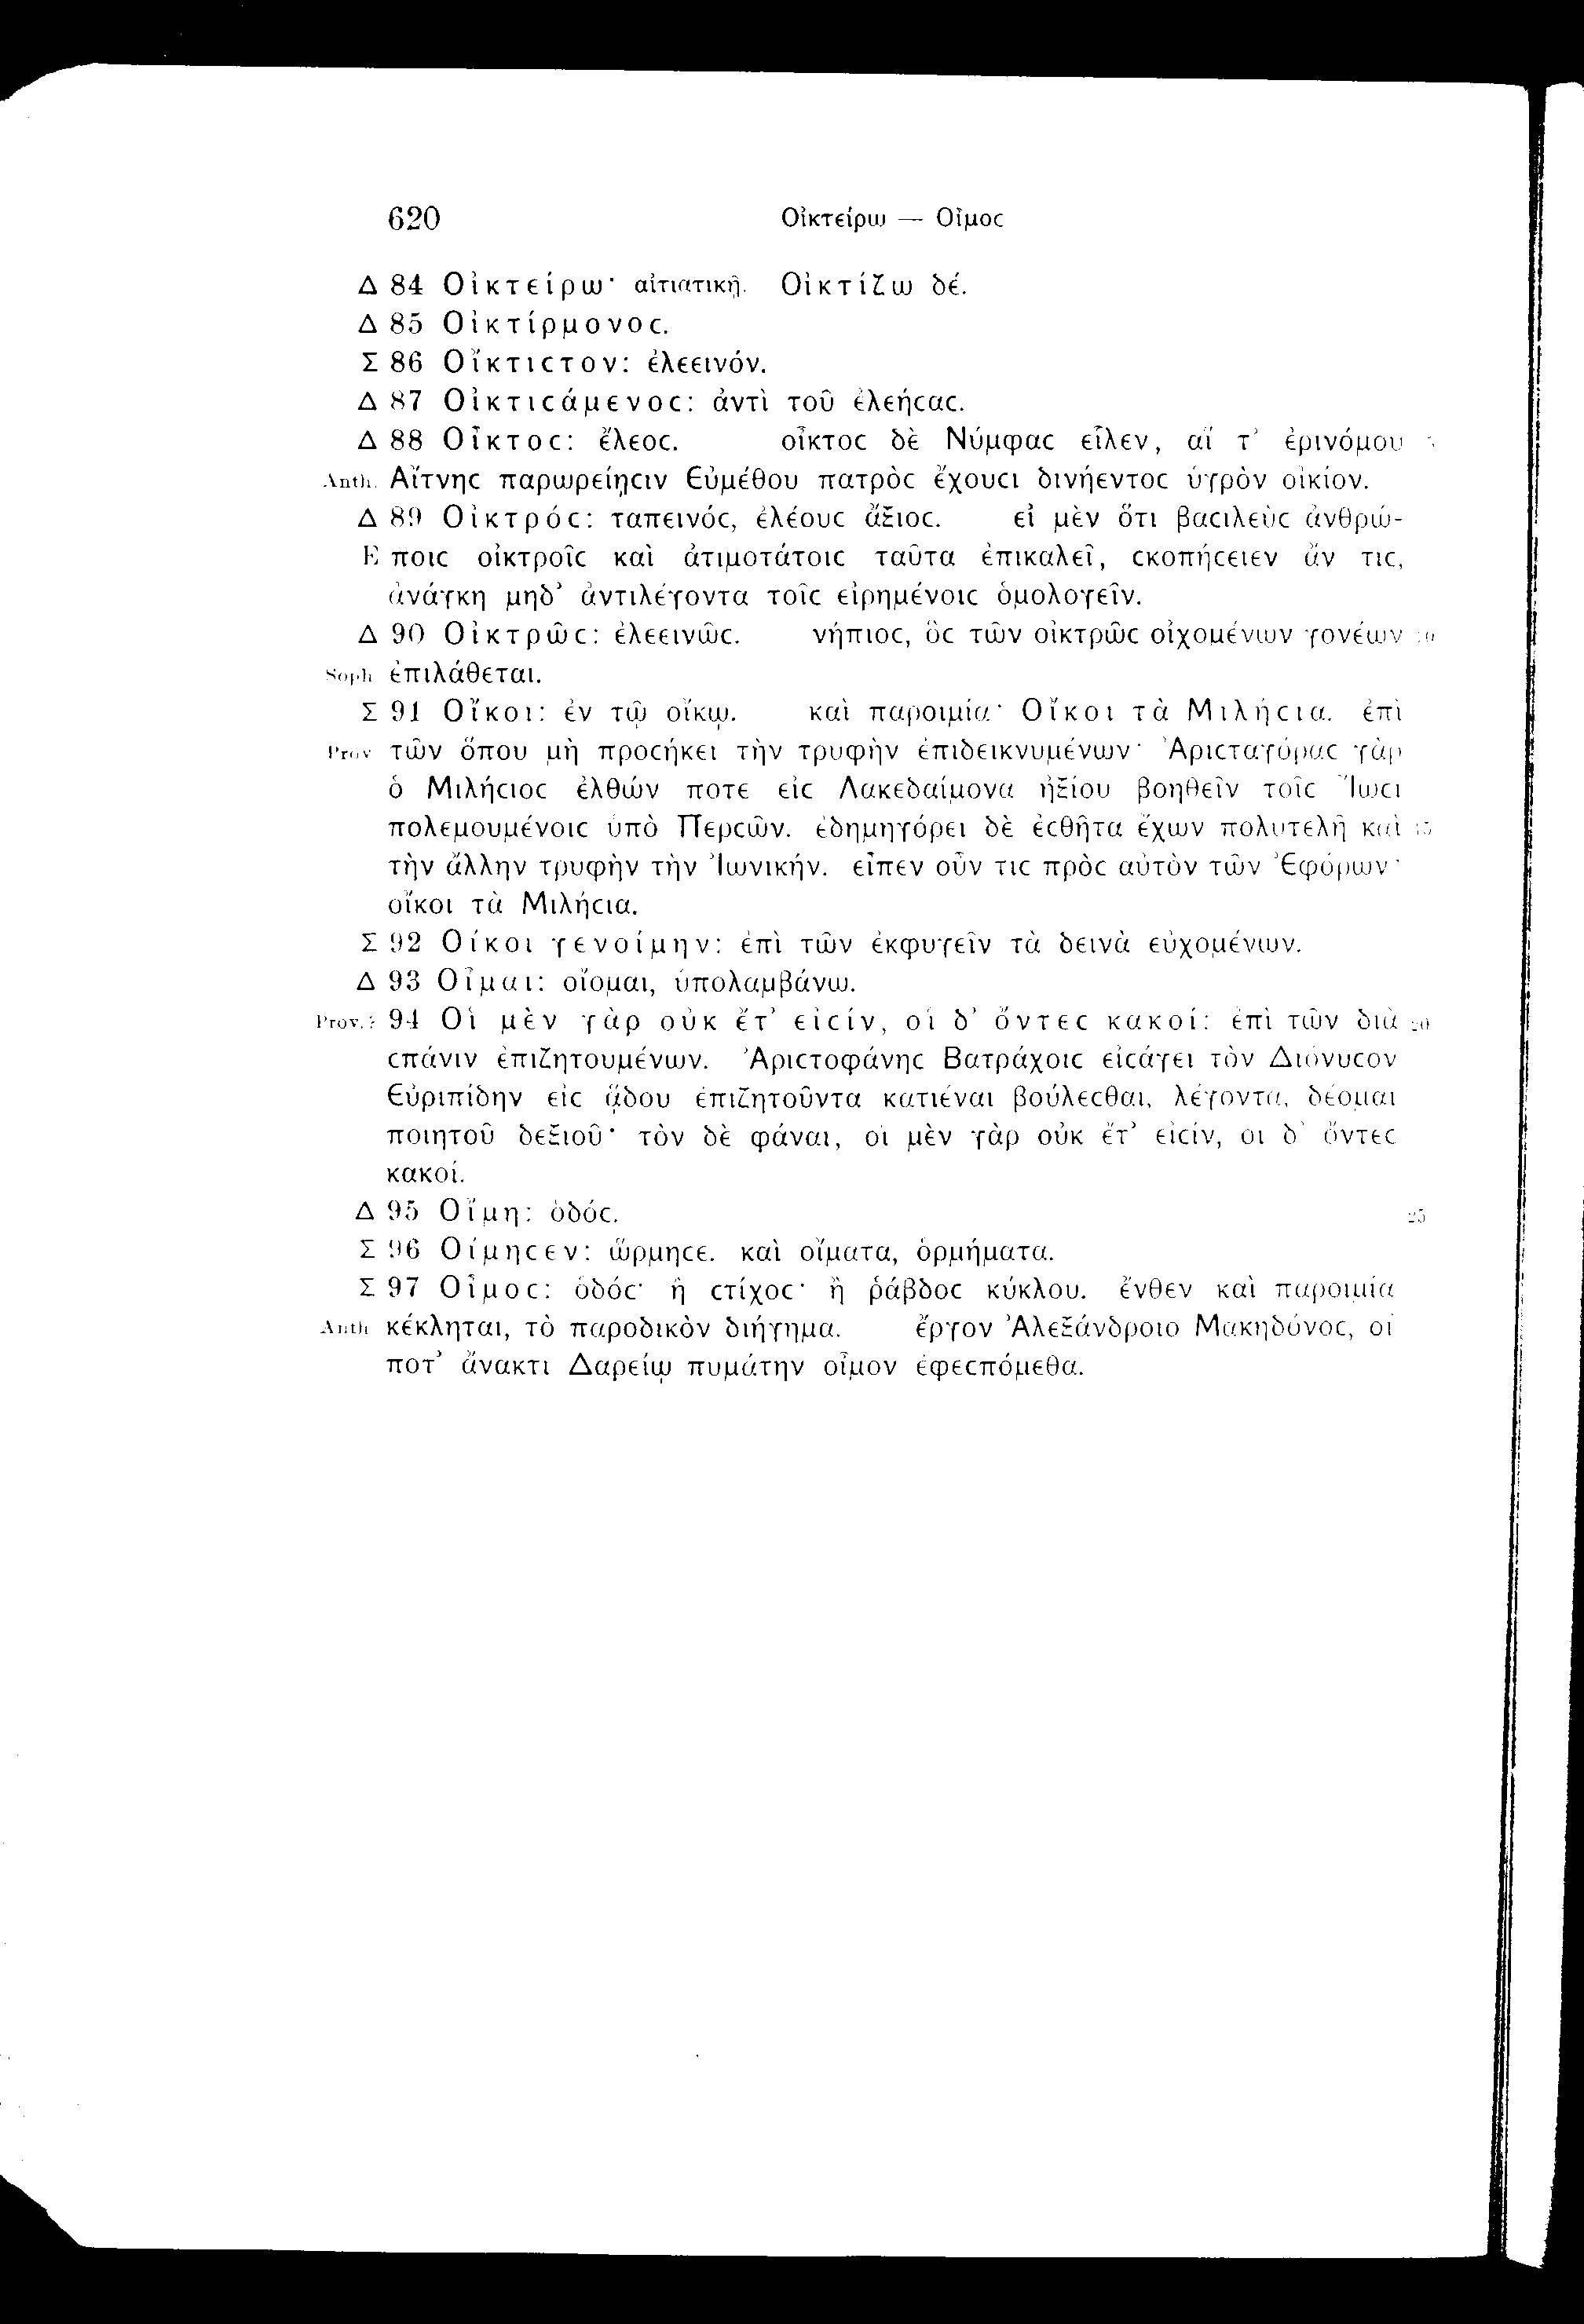 620 Οἰκτείρω — Οἶμοϲ
Δ 84 Οἰκτείρω· αἰτιατικῇ. Οἰκτίζω δέ.
Δ 85 Οἰκτίρμονοϲ.
Σ 86 Οἴκτιϲτον: ἐλεεινόν.
Δ 87 Οἰκτιϲάμενοϲ: ἀντὶ τοῦ ἐλεήϲαϲ.
Δ 88 Οἶκτοϲ: ἔλεοϲ. οἶκτοϲ δὲ Νύμφαϲ εἷλεν, αἵ τ’ ἐρινόμου 5
Anth. Αἴτνηϲ παρωρείῃϲιν Εὐμέθου πατρὸϲ ἔχουϲι δινήεντοϲ ὑγρὸν οἰκίον.
Δ 89 Οἰκτρόϲ: ταπεινόϲ, ἐλέουϲ ἄξιοϲ. εἰ μὲν ὅτι βαϲιλεὺϲ ἀνθρώ-
E ποιϲ οἰκτροῖϲ καὶ ἀτιμοτάτοιϲ ταῦτα ἐπικαλεῖ, ϲκοπήϲειεν ἄν τιϲ,
ἀνάγκη μηδ’ ἀντιλέγοντα τοῖϲ εἰρημένοιϲ ὁμολογεῖν.
Δ 90 Οἰκτρῶϲ: ἐλεεινῶϲ. νήπιοϲ, ὃϲ τῶν οἰκτρῶϲ οἰχομένων γονέων 10
Soph ἐπιλάθεται.
Σ 91 Οἴκοι: ἐν τῷ οἴκῳ. καὶ παροιμία· Οἴκοι τὰ Μιλήϲια. ἐπὶ
Prov τῶν ὅπου μὴ προϲήκει τὴν τρυφὴν ἐπιδεικνυμένων· Ἀριϲταγόραϲ γὰρ
ὁ Μιλήϲιοϲ ἐλθών ποτε εἰϲ Λακεδαίμονα ἠξίου βοηθεῖν τοῖϲ Ἴωϲι
πολεμουμένοιϲ ὑπὸ Περϲῶν. ἐδημηγόρει δὲ ἐϲθῆτα ἔχων πολυτελῆ καὶ 15
τὴν ἄλλην τρυφὴν τὴν Ἰωνικήν. εἶπεν οὖν τιϲ πρὸϲ αὐτὸν τῶν Ἐφόρων·
οἴκοι τὰ Μιλήϲια.
Σ 92 Οἴκοι γενοίμην: ἐπὶ τῶν ἐκφυγεῖν τὰ δεινὰ εὐχομένων.
Δ 93 Οἶμαι: οἴομαι, ὑπολαμβάνω.
Prov.? 94 Οἱ μὲν γὰρ οὐκ ἔτ’ εἰϲίν, οἱ δ’ ὄντεϲ κακοί: ἐπὶ τῶν διὰ 20
ϲπάνιν ἐπιζητουμένων. Ἀριϲτοφάνηϲ Βατράχοιϲ εἰϲάγει τὸν Διόνυϲον
Εὐριπίδην εἰϲ ᾅδου ἐπιζητοῦντα κατιέναι βούλεϲθαι, λέγοντα, δέομαι
ποιητοῦ δεξιοῦ· τὸν δὲ φάναι, οἱ μὲν γὰρ οὐκ ἔτ’ εἰϲίν, οἱ δ’ ὄντεϲ
κακοί.
Δ 95 Οἴμη: ὁδόϲ. 25
Σ 96 Οἴμηϲεν: ὥρμηϲε. καὶ οἴματα, ὁρμήματα.
Σ 97 Οἶμοϲ: ὁδόϲ· ἢ ϲτίχοϲ· ἢ ῥάβδοϲ κύκλου. ἔνθεν καὶ παροιμία
Anth κέκληται, τὸ παροδικὸν διήγημα. ἔργον Ἀλεξάνδροιο Μακηδόνοϲ, οἵ
ποτ’ ἄνακτι Δαρείῳ πυμάτην οἶμον ἐφεϲπόμεθα.